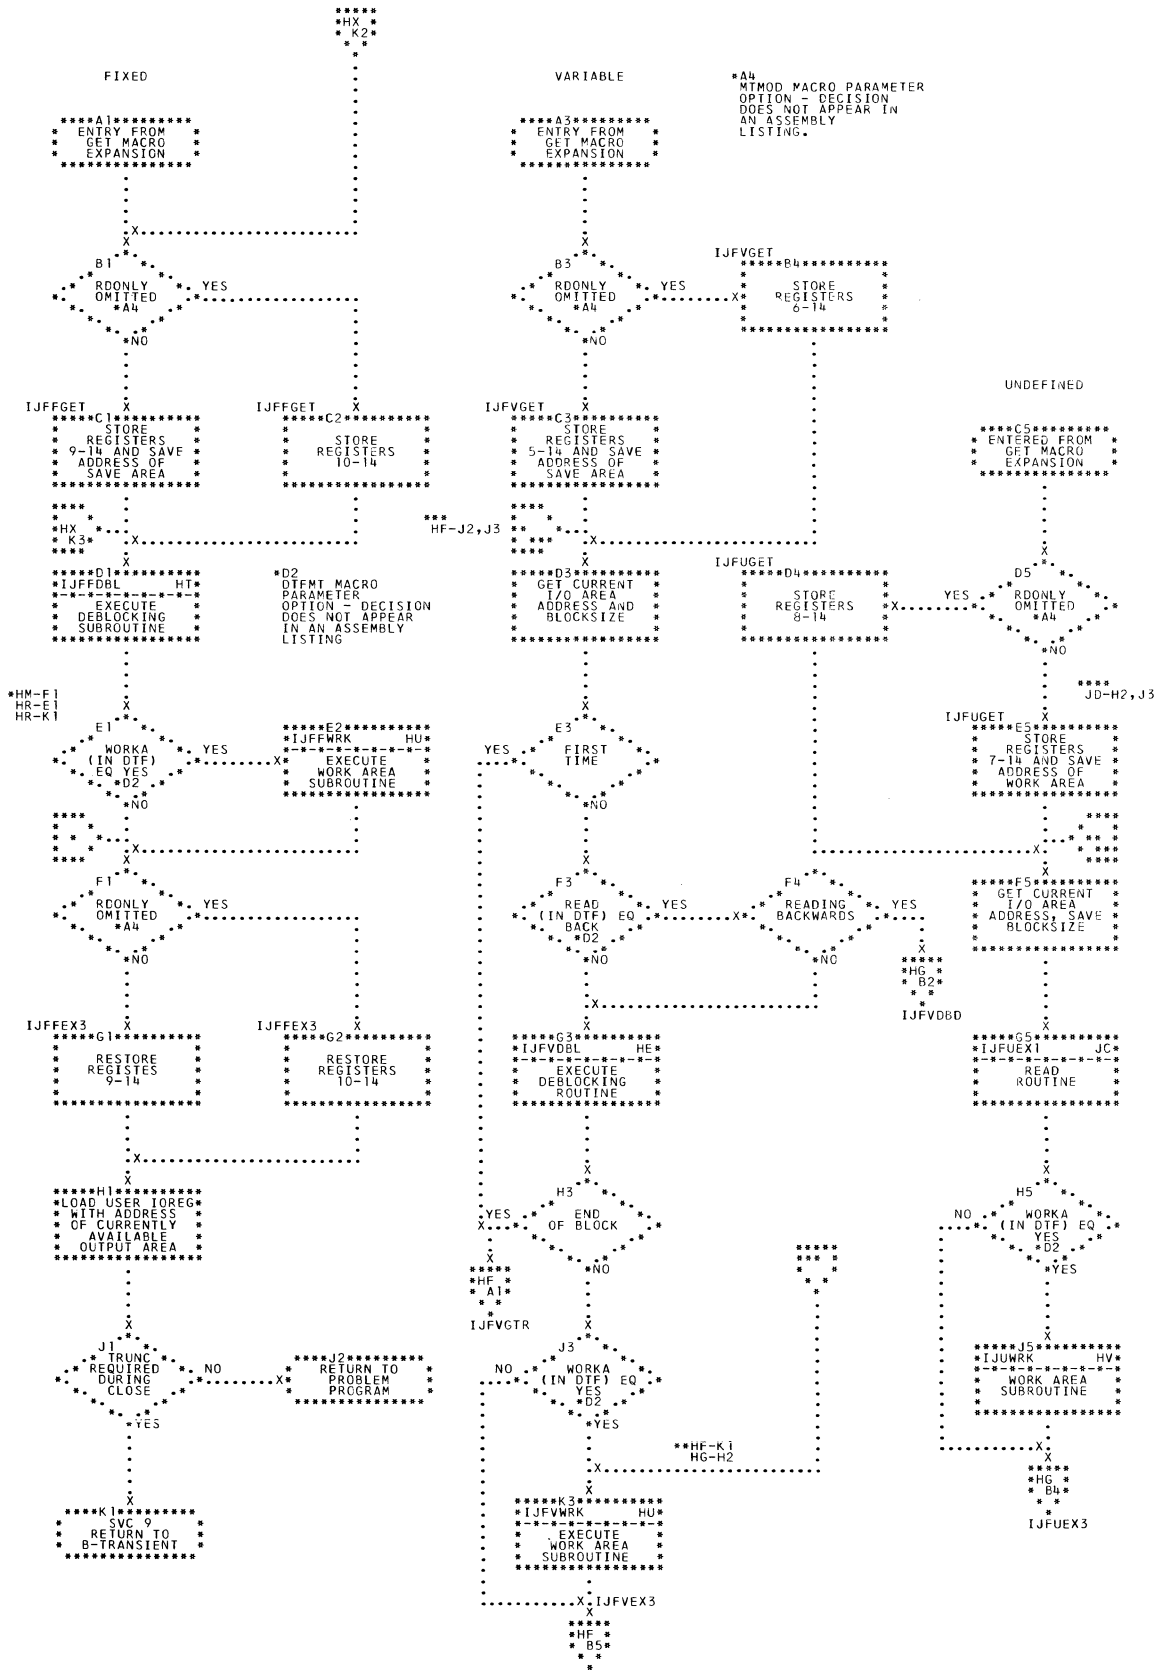 HX
K2
FIXED
VARIABLE
*A4
MTMOD MACRO PARAMETER
OPTION - DECISION
DOES NOT APPEAR IN
AN ASSEMBLY
LISTING.
A1
ENTRY FROM
GET MACRO
EXPANSION
A3
ENTRY FROM
GET MACRO
EXPANSION
B1
RDONLY
OMITTED
*A4
YES
NO
B3
RDONLY
OMITTED
*A4
YES
NO
IJFVGET
B4
STORE
REGISTERS
6-14
UNDEFINED
IJFFGET
C1
STORE
REGISTERS
9-14 AND SAVE
ADDRESS OF
SAVE AREA
IJFFGET
C2
STORE
REGISTERS
10-14
IJFVGET
C3
STORE
REGISTERS
5-14 AND SAVE
ADDRESS OF
SAVE AREA
C5
ENTERED FROM
GET MACRO
EXPANSION
HX
K3
***
HF-J2,J3
**
D1
IJFFDBL HT
EXECUTE
DEBLOCKING
SUBROUTINE
*D2
DTFMT MACRO
PARAMETER
OPTION - DECISION
DOES NOT APPEAR
IN AN ASSEMBLY
LISTING
D3
GET CURRENT
I/O AREA
ADDRESS AND
BLOCKSIZE
IJFUGET
D4
STORE
REGISTERS
8-14
D5
RDONLY
OMITTED
*A4
YES
NO
*HM-F1
HR-E1
HR-K1
****
JD-H2,J3
E1
WORKA
(IN DTF)
EQ YES
*D2
YES
NO
E2
IJFFWRK HU
EXECUTE
WORK AREA
SUBROUTINE
E3
FIRST
TIME
YES
NO
IJFUGET
E5
STORE
REGISTERS
7-14 AND SAVE
ADDRESS OF
WORK AREA
*
F1
RDONLY
OMITTED
*A4
YES
NO
F3
READ
(IN DTF) EQ
BACK
*D2
YES
NO
F4
READING
BACKWARDS
YES
NO
F5
GET CURRENT
I/O AREA
ADDRESS, SAVE
BLOCKSIZE
HG
B2
IJFVDBD
IJFFEX3
G1
RESTORE
REGISTES
9-14
IJFFEX3
G2
RESTORE
REGISTERS
10-14
G3
IJFVDBL HE
EXECUTE
DEBLOCKING
ROUTINE
G5
IJFUEX1 JC
READ
ROUTINE
H1
LOAD USER IOREG
WITH ADDRESS
OF CURRENTLY
AVAILABLE
OUTPUT AREA
H3
END
OF BLOCK
YES
NO
H5
WORKA
(IN DTF) EQ
YES
*D2
NO
YES
HF
A1
IJFVGTR
***
J1
TRUNC
REQUIRED
DURING
CLOSE
NO
YES
J2
RETURN TO
PROBLEM
PROGRAM
J3
WORKA
(IN DTF) EQ
YES
*D2
NO
YES
J5
IJUWRK HV
WORK AREA
SUBROUTINE
**HF-K1
HG-H2
HG
B4
IJFUEX3
K1
SVC 9
RETURN TO
B-TRANSIENT
K3
IJFVWRK HU
EXECUTE
WORK AREA
SUBROUTINE
IJFVEX3
HF
B5